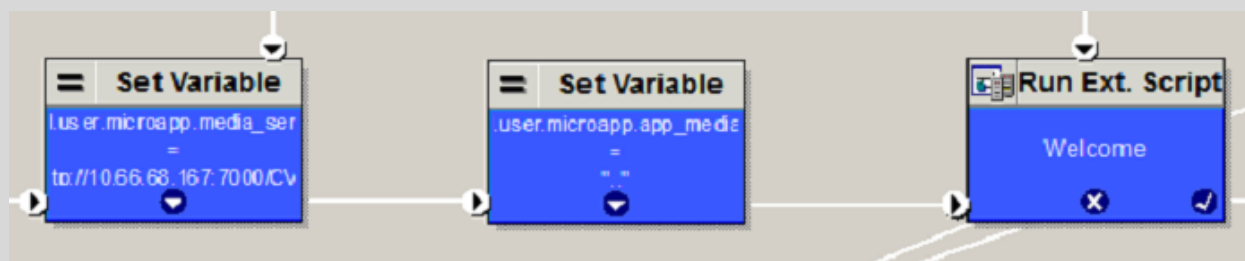 Set Variable
l.user.microapp.media_ser
=
tp://10.66.68.167:7000/CV
Set Variable
.user.microapp.app_media
=
".."
Run Ext. Script
Welcome